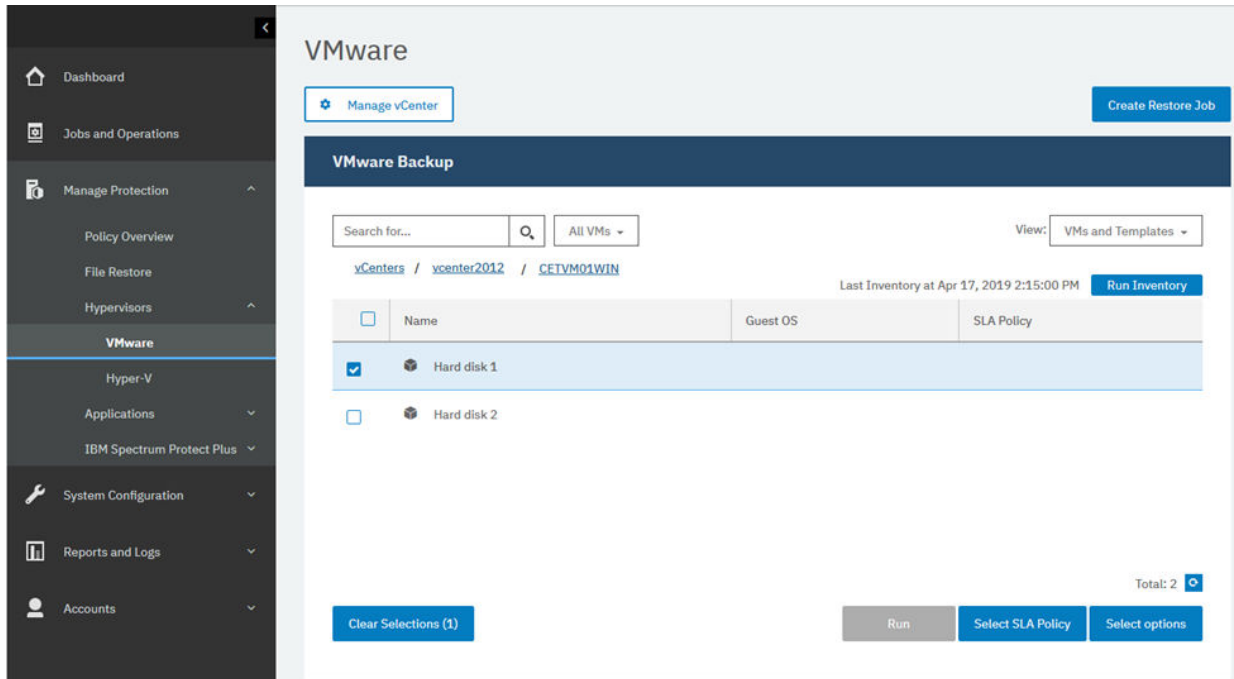 VMware
Dashboard
Manage vCenter
Create Restore Job
Jobs and Operations
VMware Backup
Manage Protection
Policy Overview
File Restore
Hypervisors
VMware
Hyper-V
Applications
IBM Spectrum Protect Plus
System Configuration
Reports and Logs
Accounts
Search for...
All VMs
View: VMs and Templates
vCenters / vcenter2012 / CETVM01WIN
Last Inventory at Apr 17, 2019 2:15:00 PM Run Inventory
Name Guest OS SLA Policy
Hard disk 1
Hard disk 2
Total: 2
Clear Selections (1) Run Select SLA Policy Select options